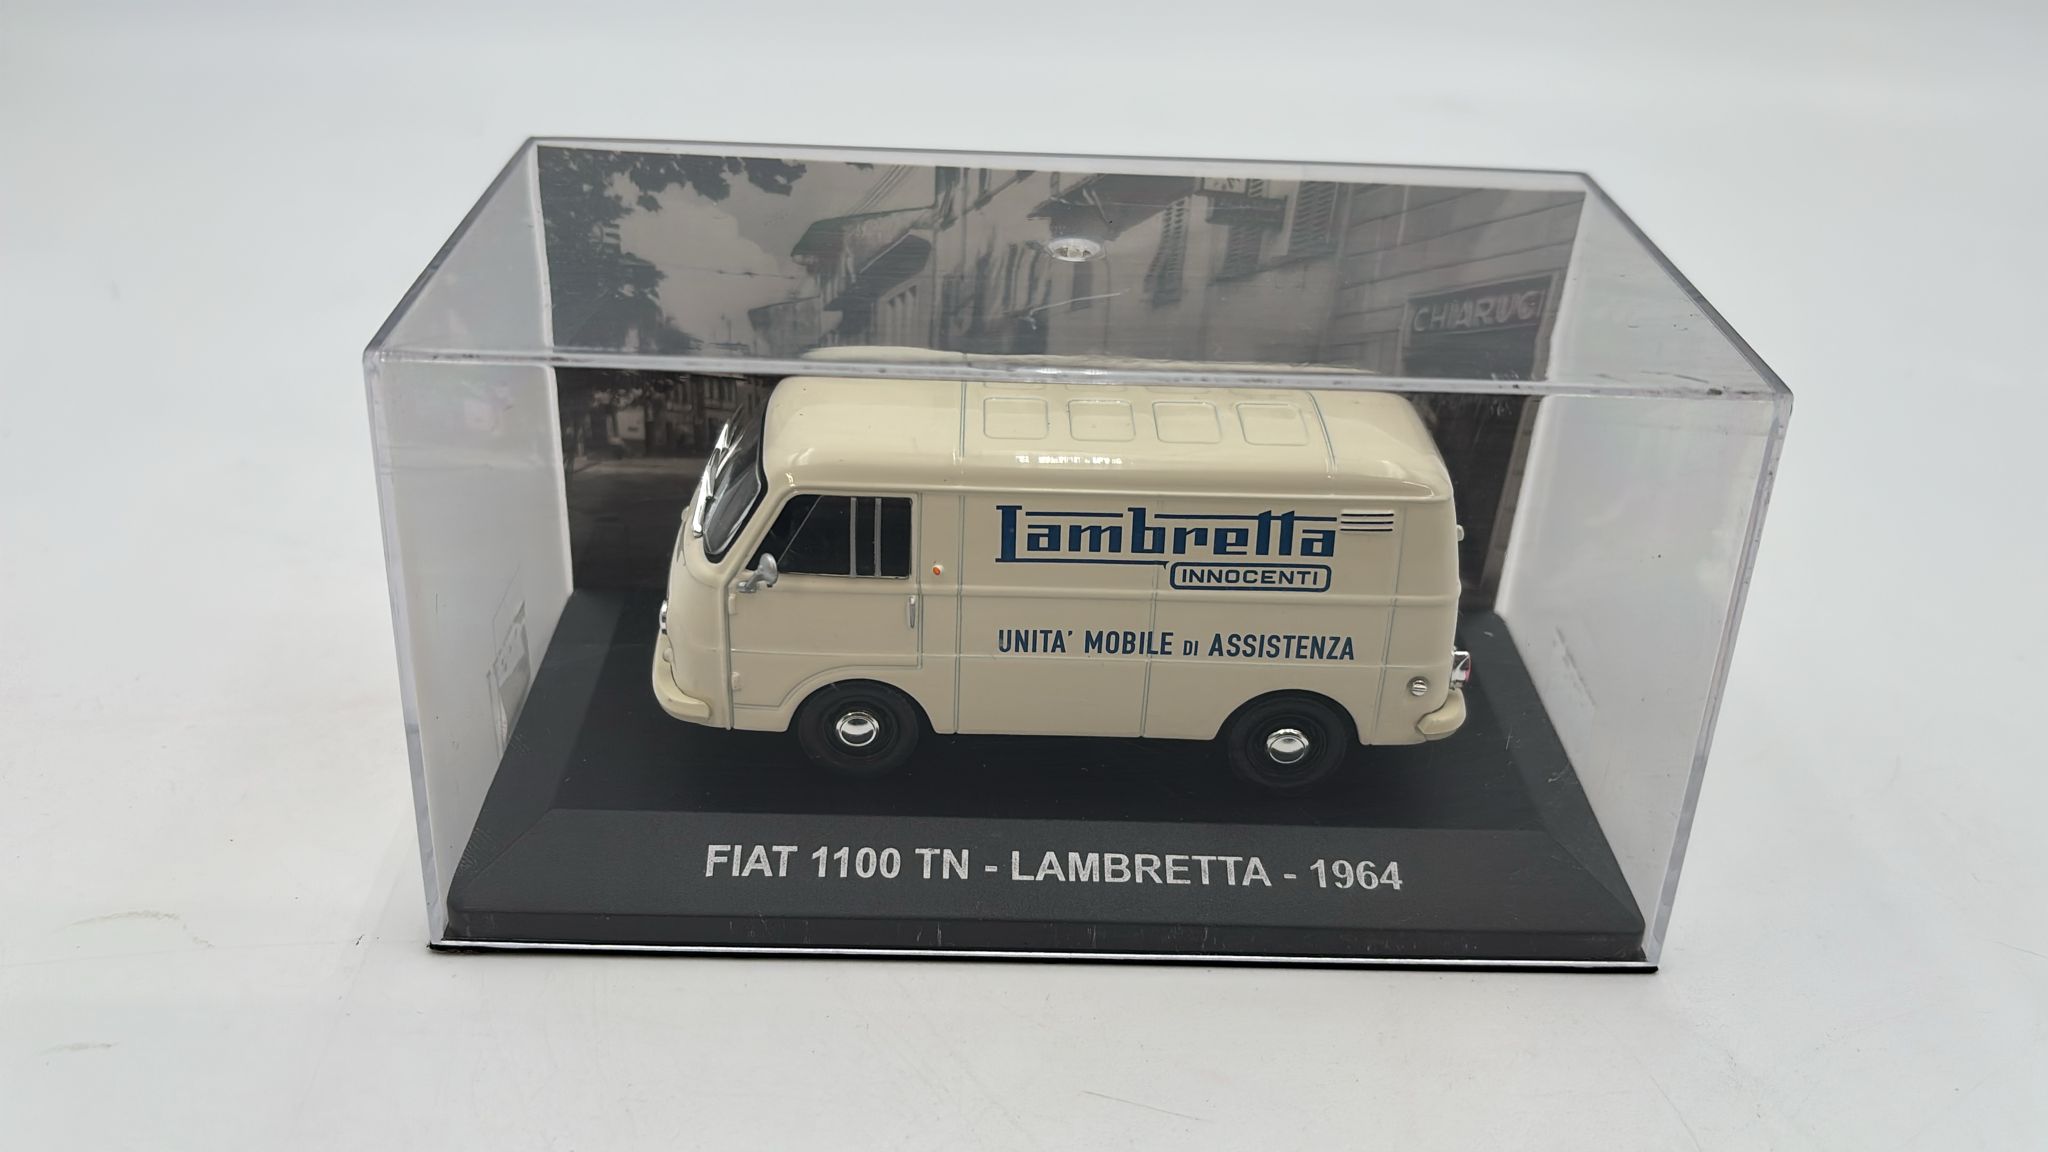 CHIARUGI
Lambretta
INNOCENTI
UNITA' MOBILE DI ASSISTENZA
FIAT 1100 TN - LAMBRETTA - 1964